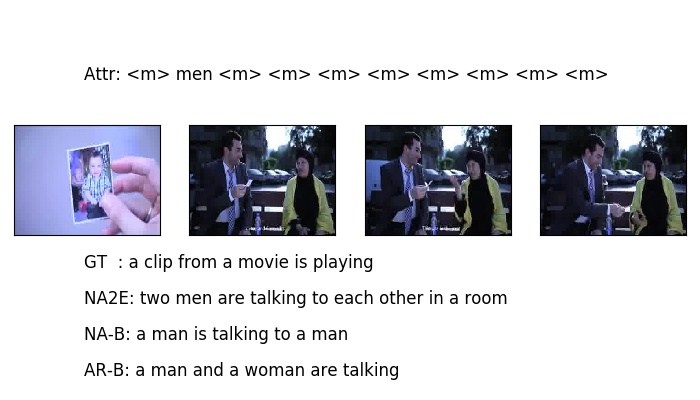 Attr: <m> men <m> <m> <m> <m> <m> <m> <m> <m>
GT  : a clip from a movie is playing
NA2E: two men are talking to each other in a room
NA-B: a man is talking to a man
AR-B: a man and a woman are talking